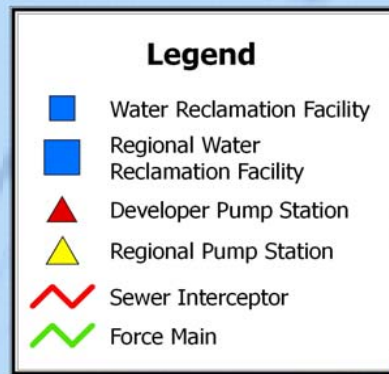 Legend
Water Reclamation Facility
Regional Water
Reclamation Facility
Developer Pump Station
Regional Pump Station
Sewer Interceptor
Force Main